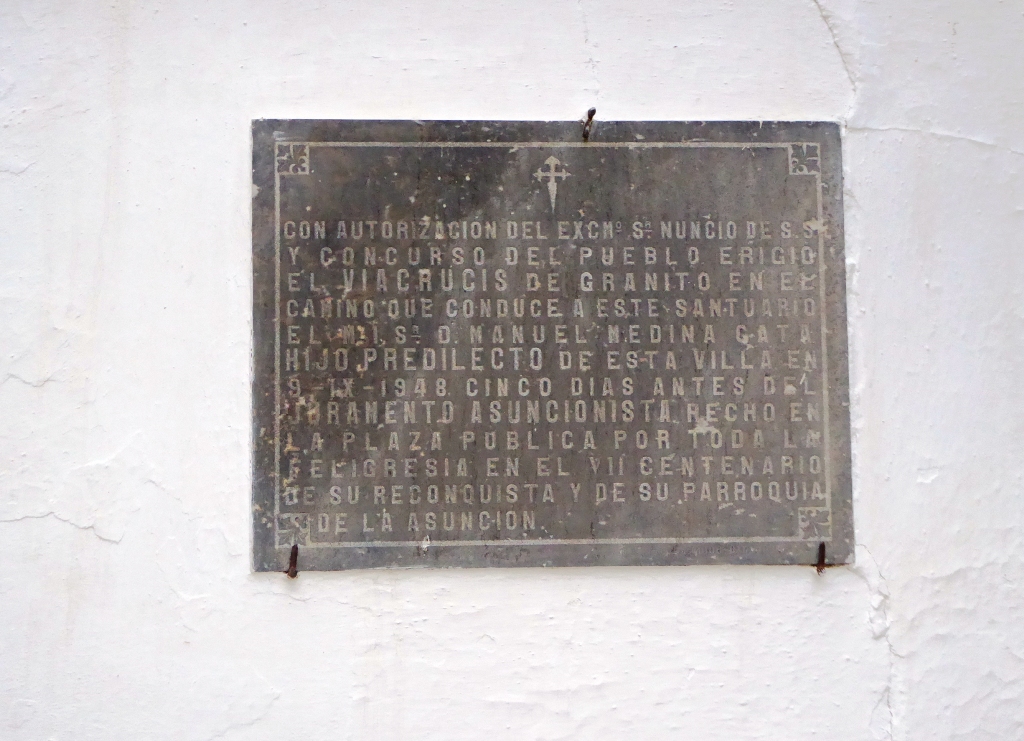 CON AUTORIZACION DEL EXCMº Sʀ. NUNCIO DE S.S.
Y CONCURSO DEL PUEBLO ERIGIO
EL VIACRUCIS DE GRANITO EN EL
CAMINO QUE CONDUCE A ESTE SANTUARIO
EL M.I. Sʀ. D. MANUEL MEDINA GATA
HIJO PREDILECTO DE ESTA VILLA EN
9-IX-1948 CINCO DIAS ANTES DEL
JURAMENTO ASUNCIONISTA HECHO EN
LA PLAZA PUBLICA POR TODA LA
FELIGRESIA EN EL VII CENTENARIO
DE SU RECONQUISTA Y DE SU PARROQUIA
DE LA ASUNCION.